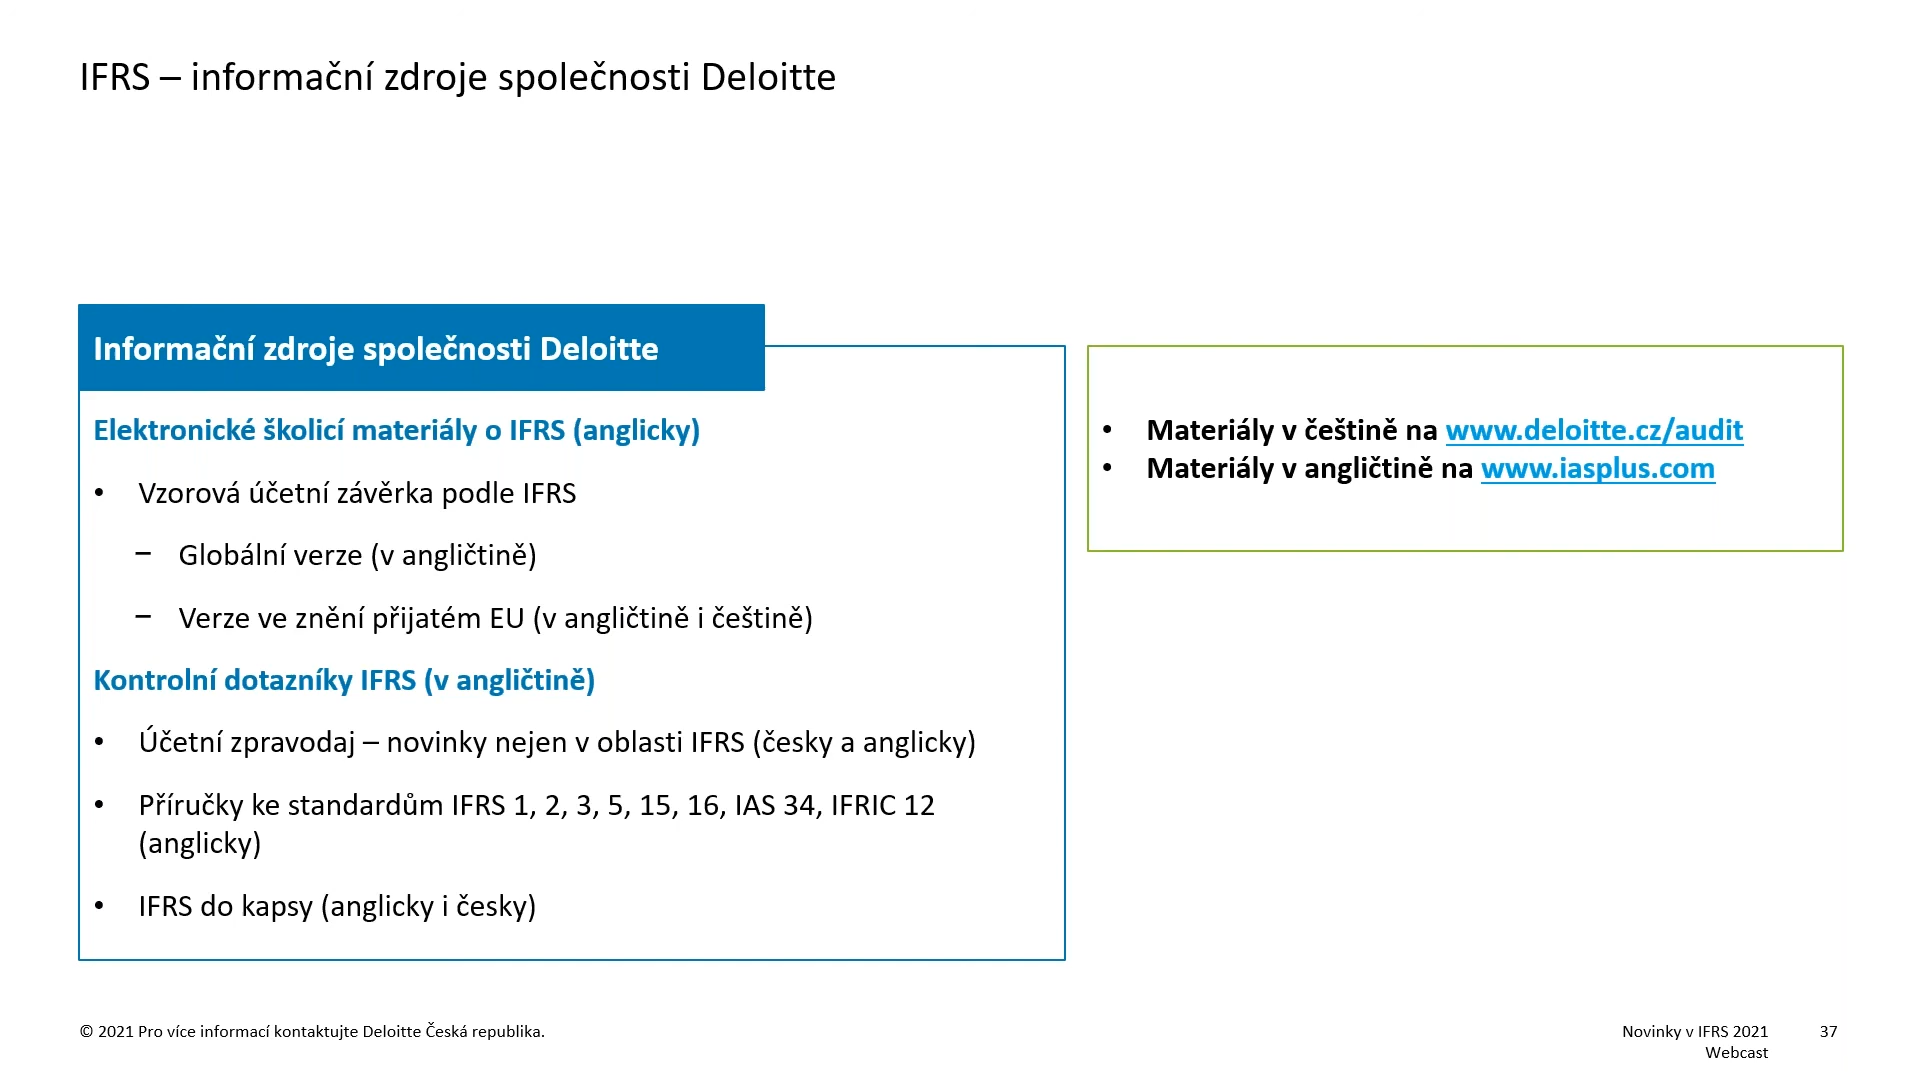 IFRS – informační zdroje společnosti Deloitte
Informační zdroje společnosti Deloitte
Elektronické školicí materiály o IFRS (anglicky)
• Vzorová účetní závěrka podle IFRS
– Globální verze (v angličtině)
– Verze ve znění přijatém EU (v angličtině i češtině)
Kontrolní dotazníky IFRS (v angličtině)
• Účetní zpravodaj – novinky nejen v oblasti IFRS (česky a anglicky)
• Příručky ke standardům IFRS 1, 2, 3, 5, 15, 16, IAS 34, IFRIC 12
(anglicky)
• IFRS do kapsy (anglicky i česky)
• Materiály v češtině na www.deloitte.cz/audit
• Materiály v angličtině na www.iasplus.com
© 2021 Pro více informací kontaktujte Deloitte Česká republika.
Novinky v IFRS 2021 37
Webcast